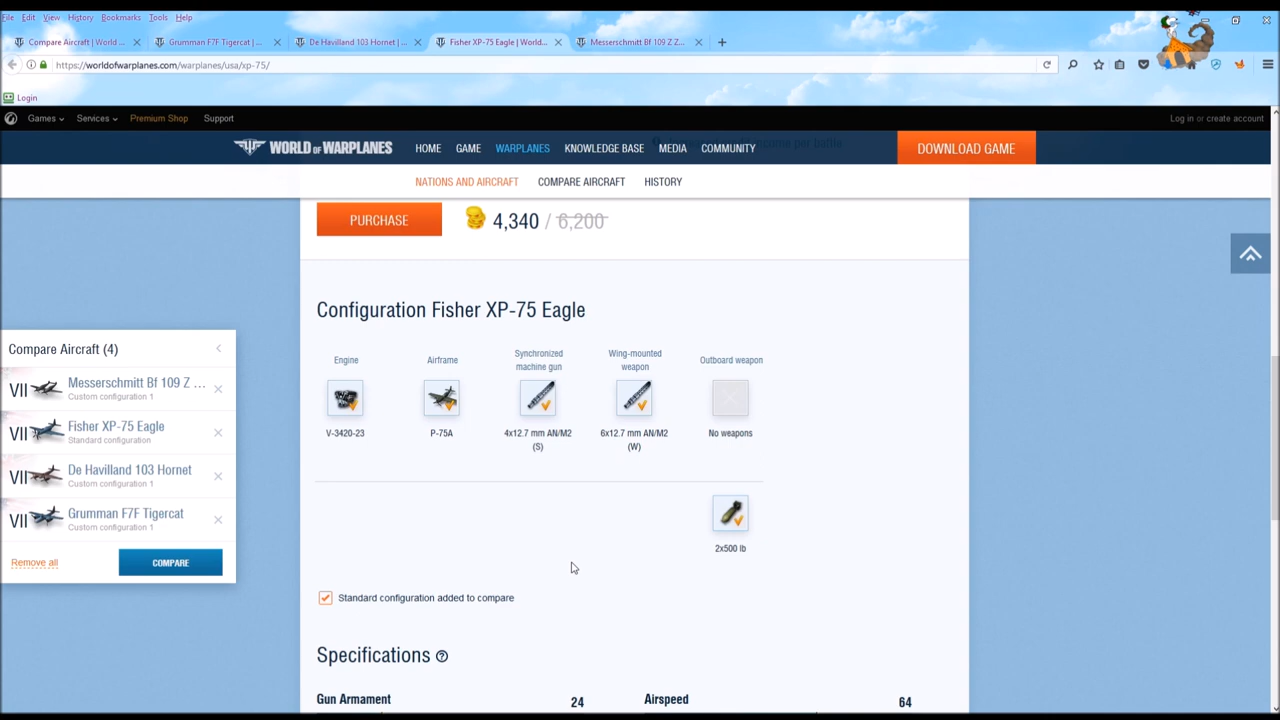 File Edit View History Bookmarks Tools Help
Compare Aircraft | World ... Grumman F7F Tigercat | ... De Havilland 103 Hornet | ... Fisher XP-75 Eagle | World... Messerschmitt Bf 109 Z Z...
https://worldofwarplanes.com/warplanes/usa/xp-75/
Login
Games Services Premium Shop Support Log in or create account
WORLD OF WARPLANES HOME GAME WARPLANES KNOWLEDGE BASE MEDIA COMMUNITY DOWNLOAD GAME
NATIONS AND AIRCRAFT COMPARE AIRCRAFT HISTORY
PURCHASE 4,340 / 6,200
Configuration Fisher XP-75 Eagle
Engine Airframe Synchronized machine gun Wing-mounted weapon Outboard weapon
V-3420-23 P-75A 4x12.7 mm AN/M2 (S) 6x12.7 mm AN/M2 (W) No weapons
2x500 lb
Standard configuration added to compare
Specifications ?
Gun Armament 24 Airspeed 64
Compare Aircraft (4)
VII Messerschmitt Bf 109 Z ...
Custom configuration 1
VII Fisher XP-75 Eagle
Standard configuration
VII De Havilland 103 Hornet
Custom configuration 1
VII Grumman F7F Tigercat
Custom configuration 1
Remove all COMPARE